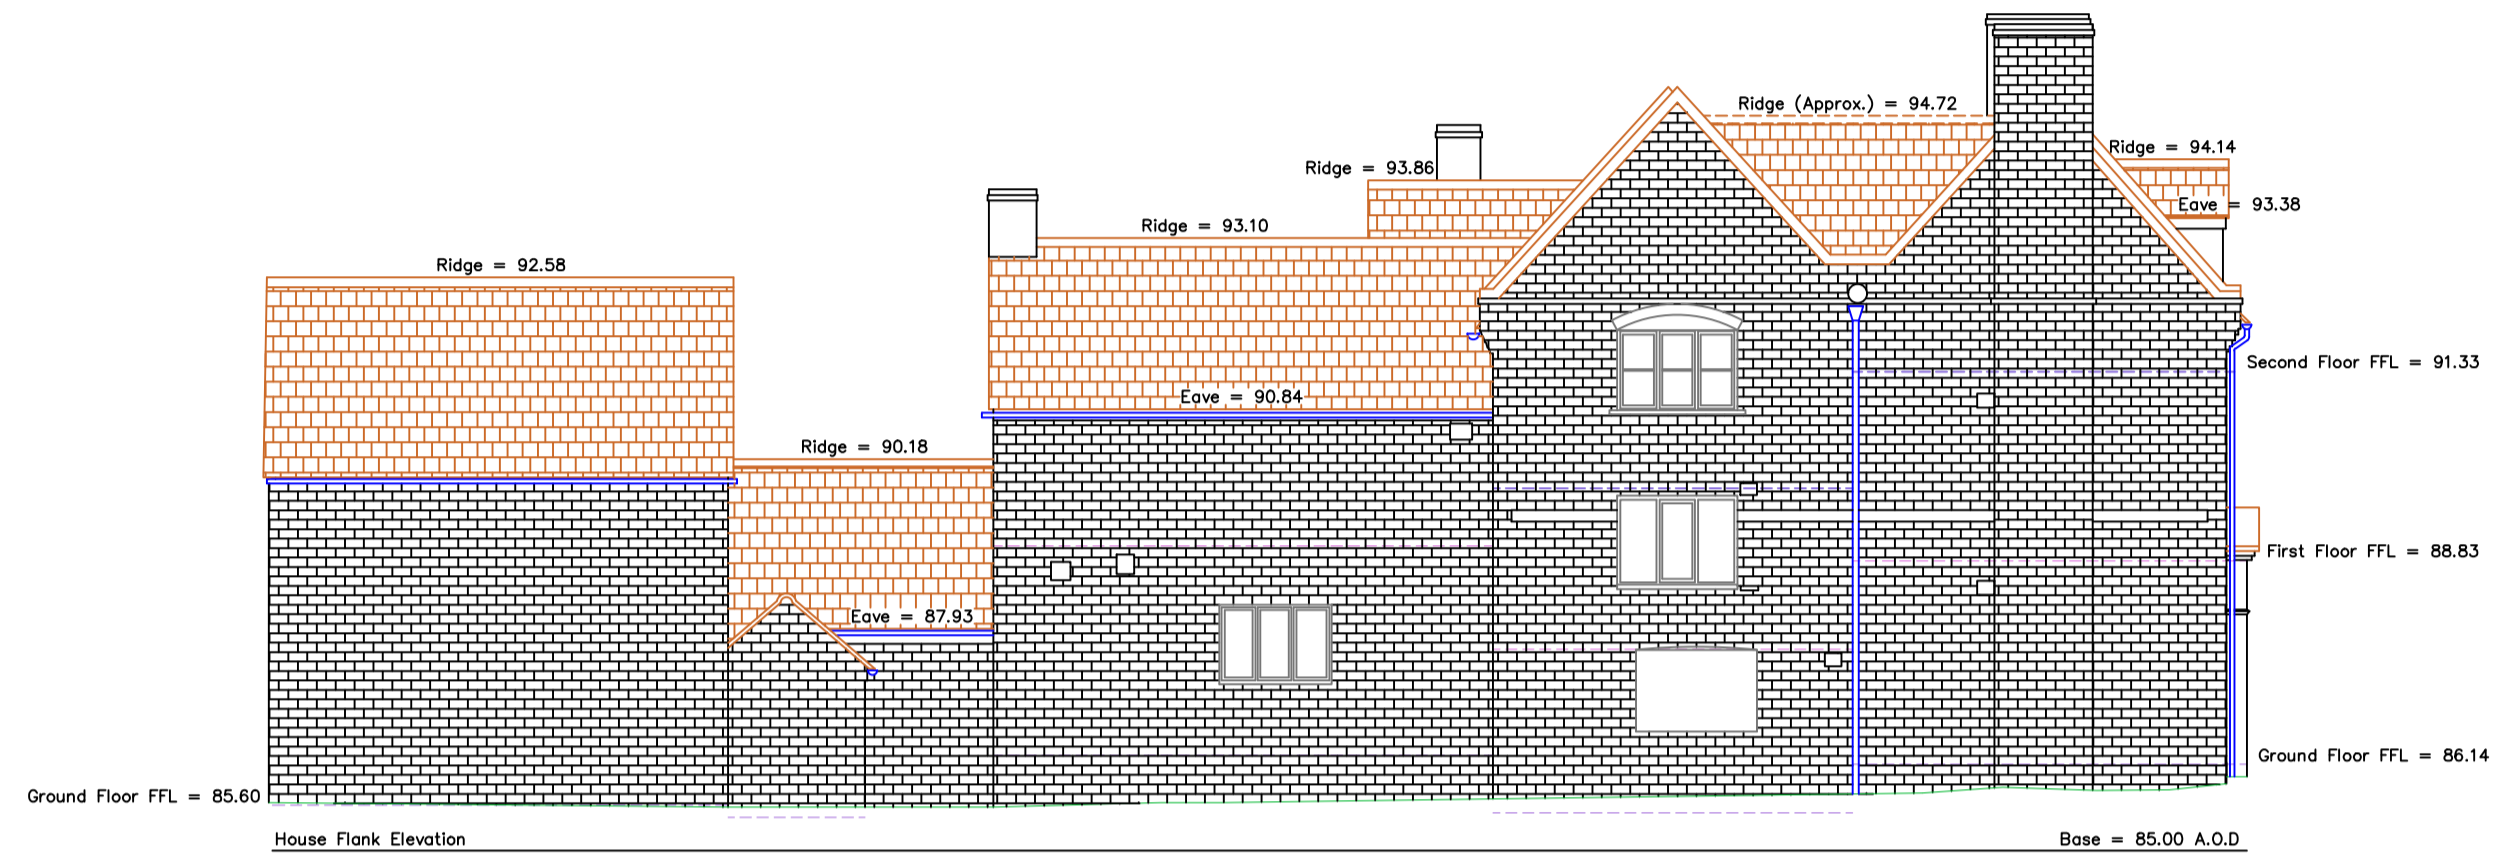 Ridge (Approx.) = 94.72
Ridge = 94.14
Ridge = 93.86
Eave = 93.38
Ridge = 93.10
Ridge = 92.58
Second Floor FFL = 91.33
Eave = 90.84
Ridge = 90.18
First Floor FFL = 88.83
Eave = 87.93
Ground Floor FFL = 86.14
Ground Floor FFL = 85.60
House Flank Elevation
Base = 85.00 A.O.D